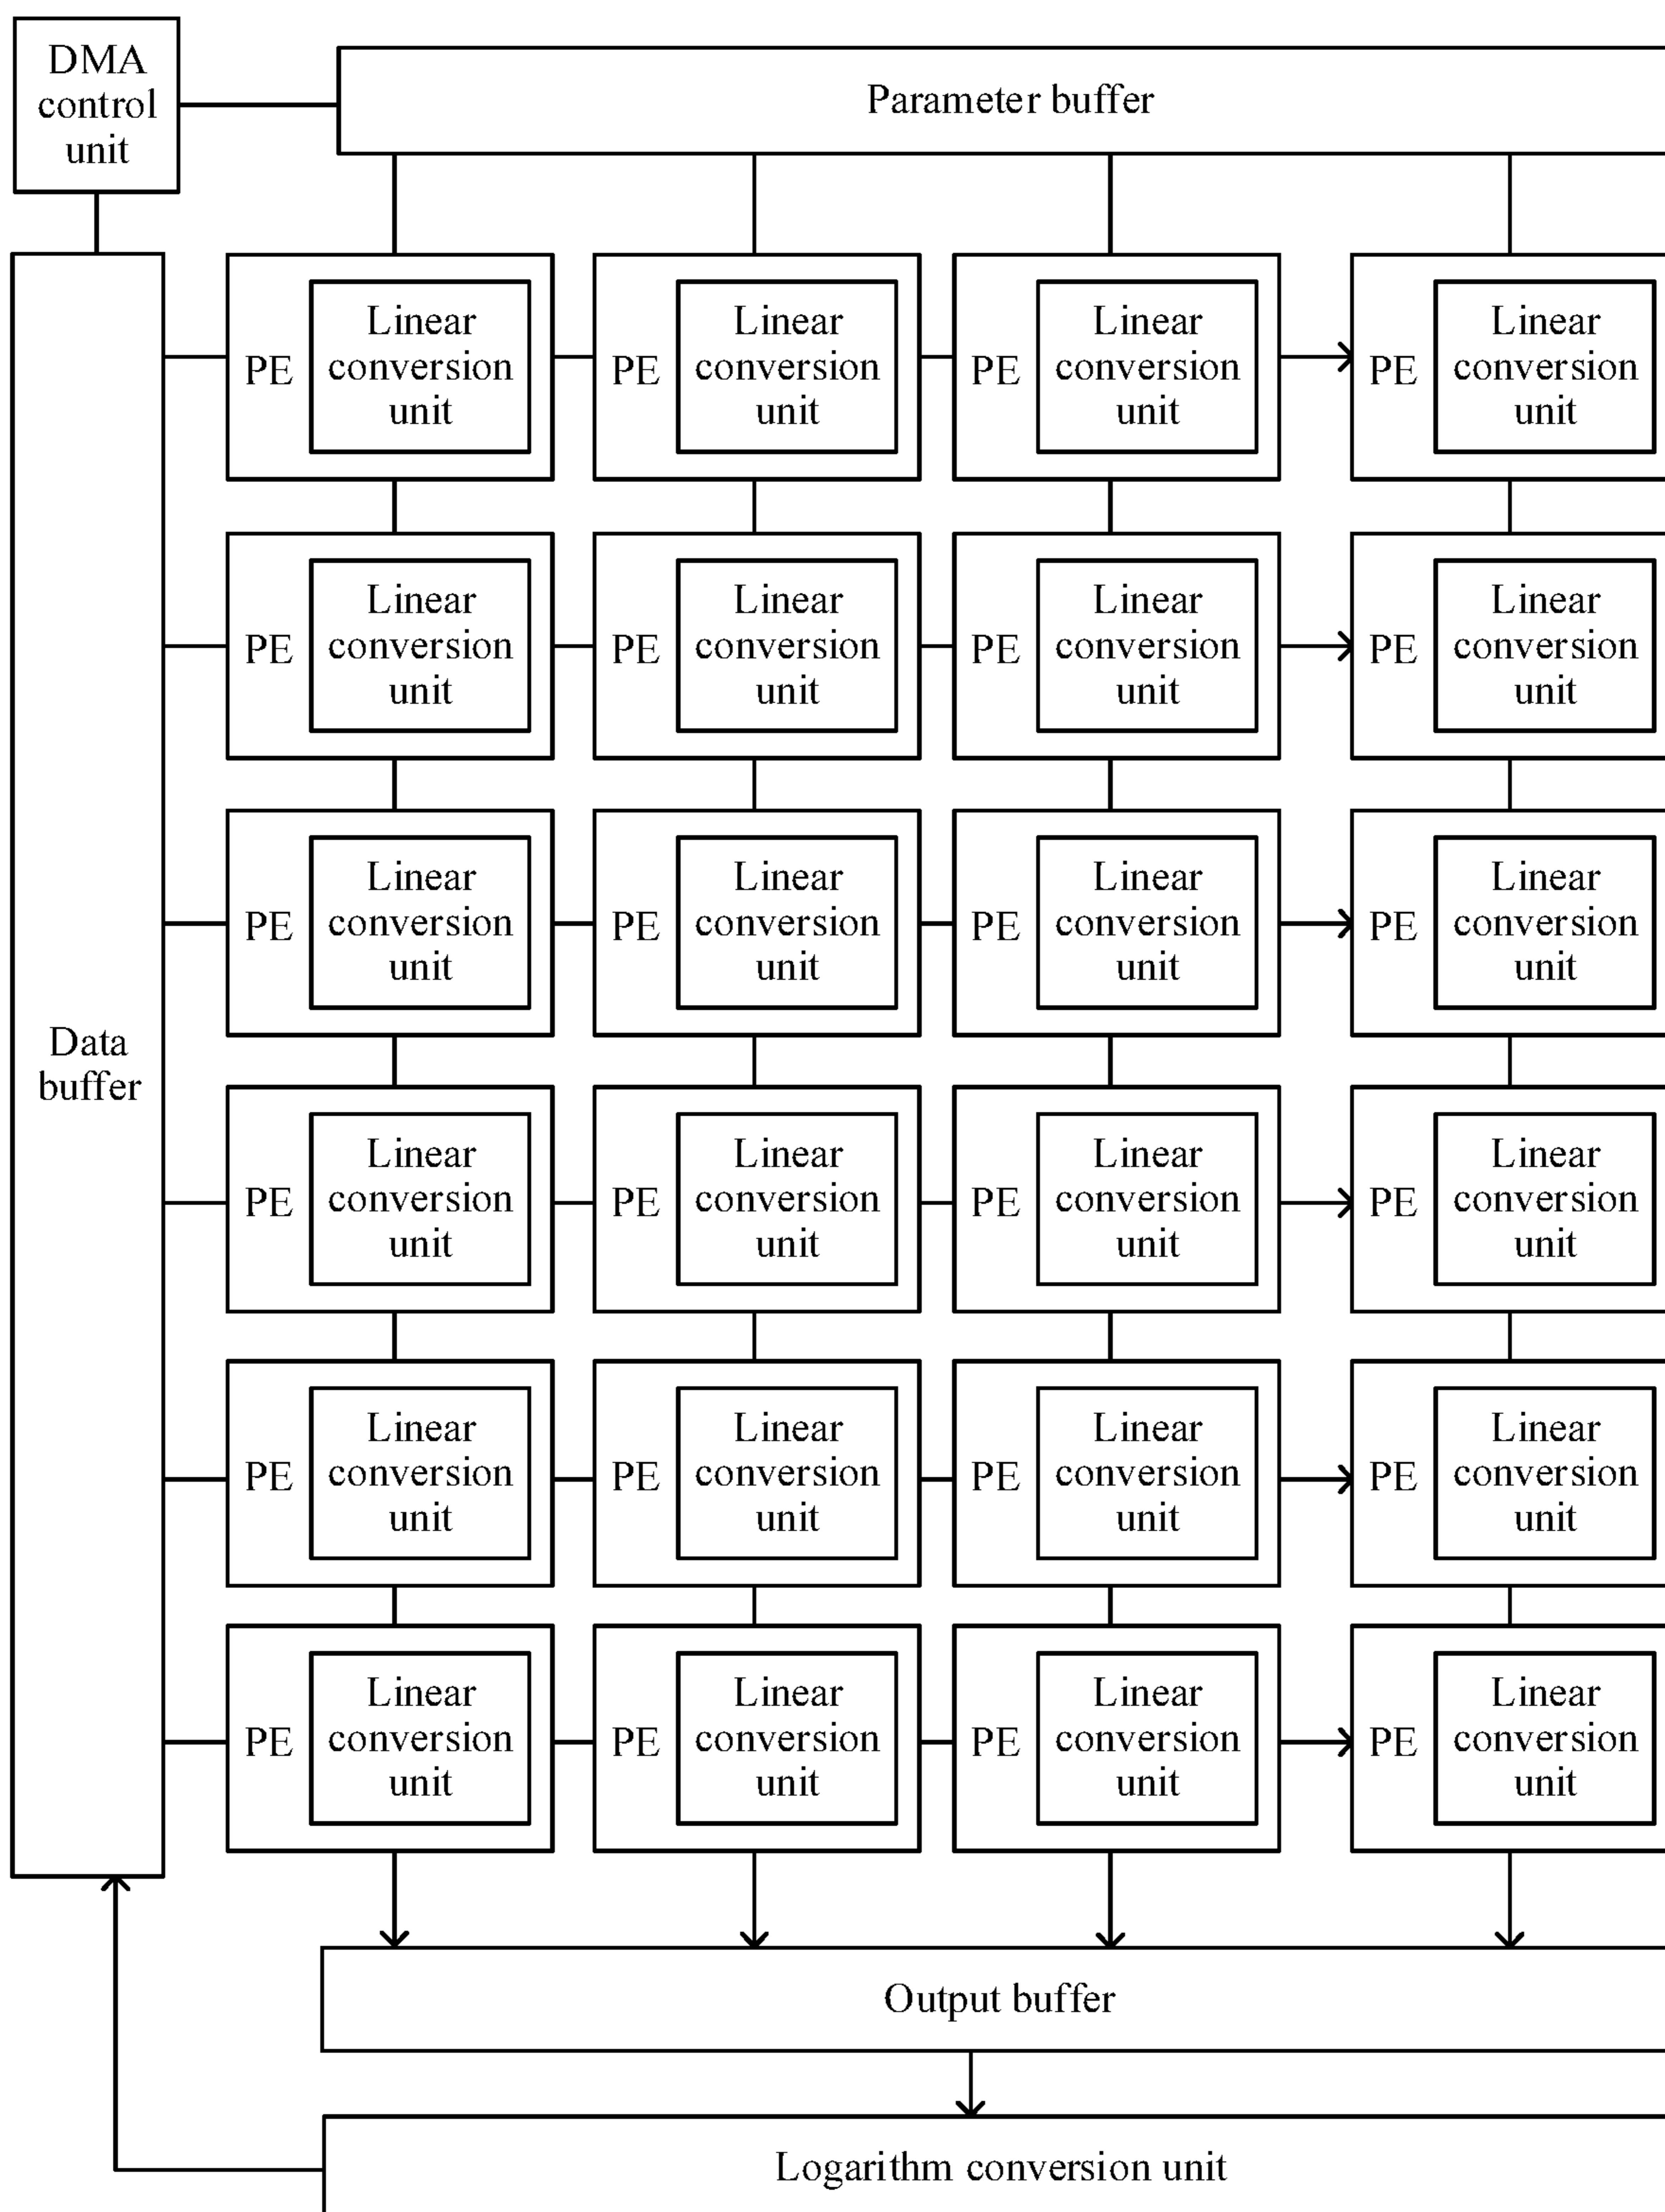 DMA
control
unit
Parameter buffer
Data
buffer
PE
Linear
conversion
unit
PE
Linear
conversion
unit
PE
Linear
conversion
unit
PE
Linear
conversion
unit
PE
Linear
conversion
unit
PE
Linear
conversion
unit
PE
Linear
conversion
unit
PE
Linear
conversion
unit
PE
Linear
conversion
unit
PE
Linear
conversion
unit
PE
Linear
conversion
unit
PE
Linear
conversion
unit
PE
Linear
conversion
unit
PE
Linear
conversion
unit
PE
Linear
conversion
unit
PE
Linear
conversion
unit
PE
Linear
conversion
unit
PE
Linear
conversion
unit
PE
Linear
conversion
unit
PE
Linear
conversion
unit
PE
Linear
conversion
unit
PE
Linear
conversion
unit
PE
Linear
conversion
unit
PE
Linear
conversion
unit
Output buffer
Logarithm conversion unit